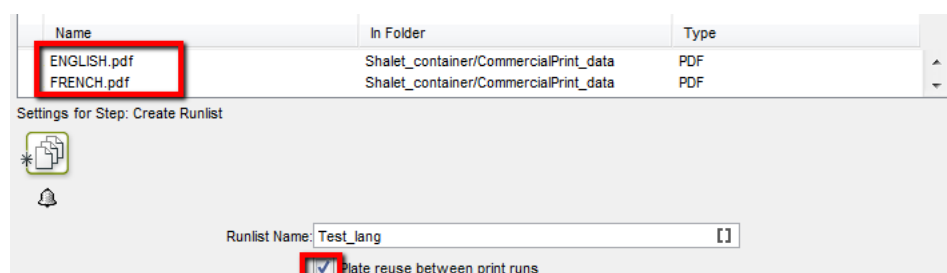 Name In Folder Type
ENGLISH.pdf Shalet_container/CommercialPrint_data PDF
FRENCH.pdf Shalet_container/CommercialPrint_data PDF
Settings for Step: Create Runlist
Runlist Name: Test_lang []
Plate reuse between print runs